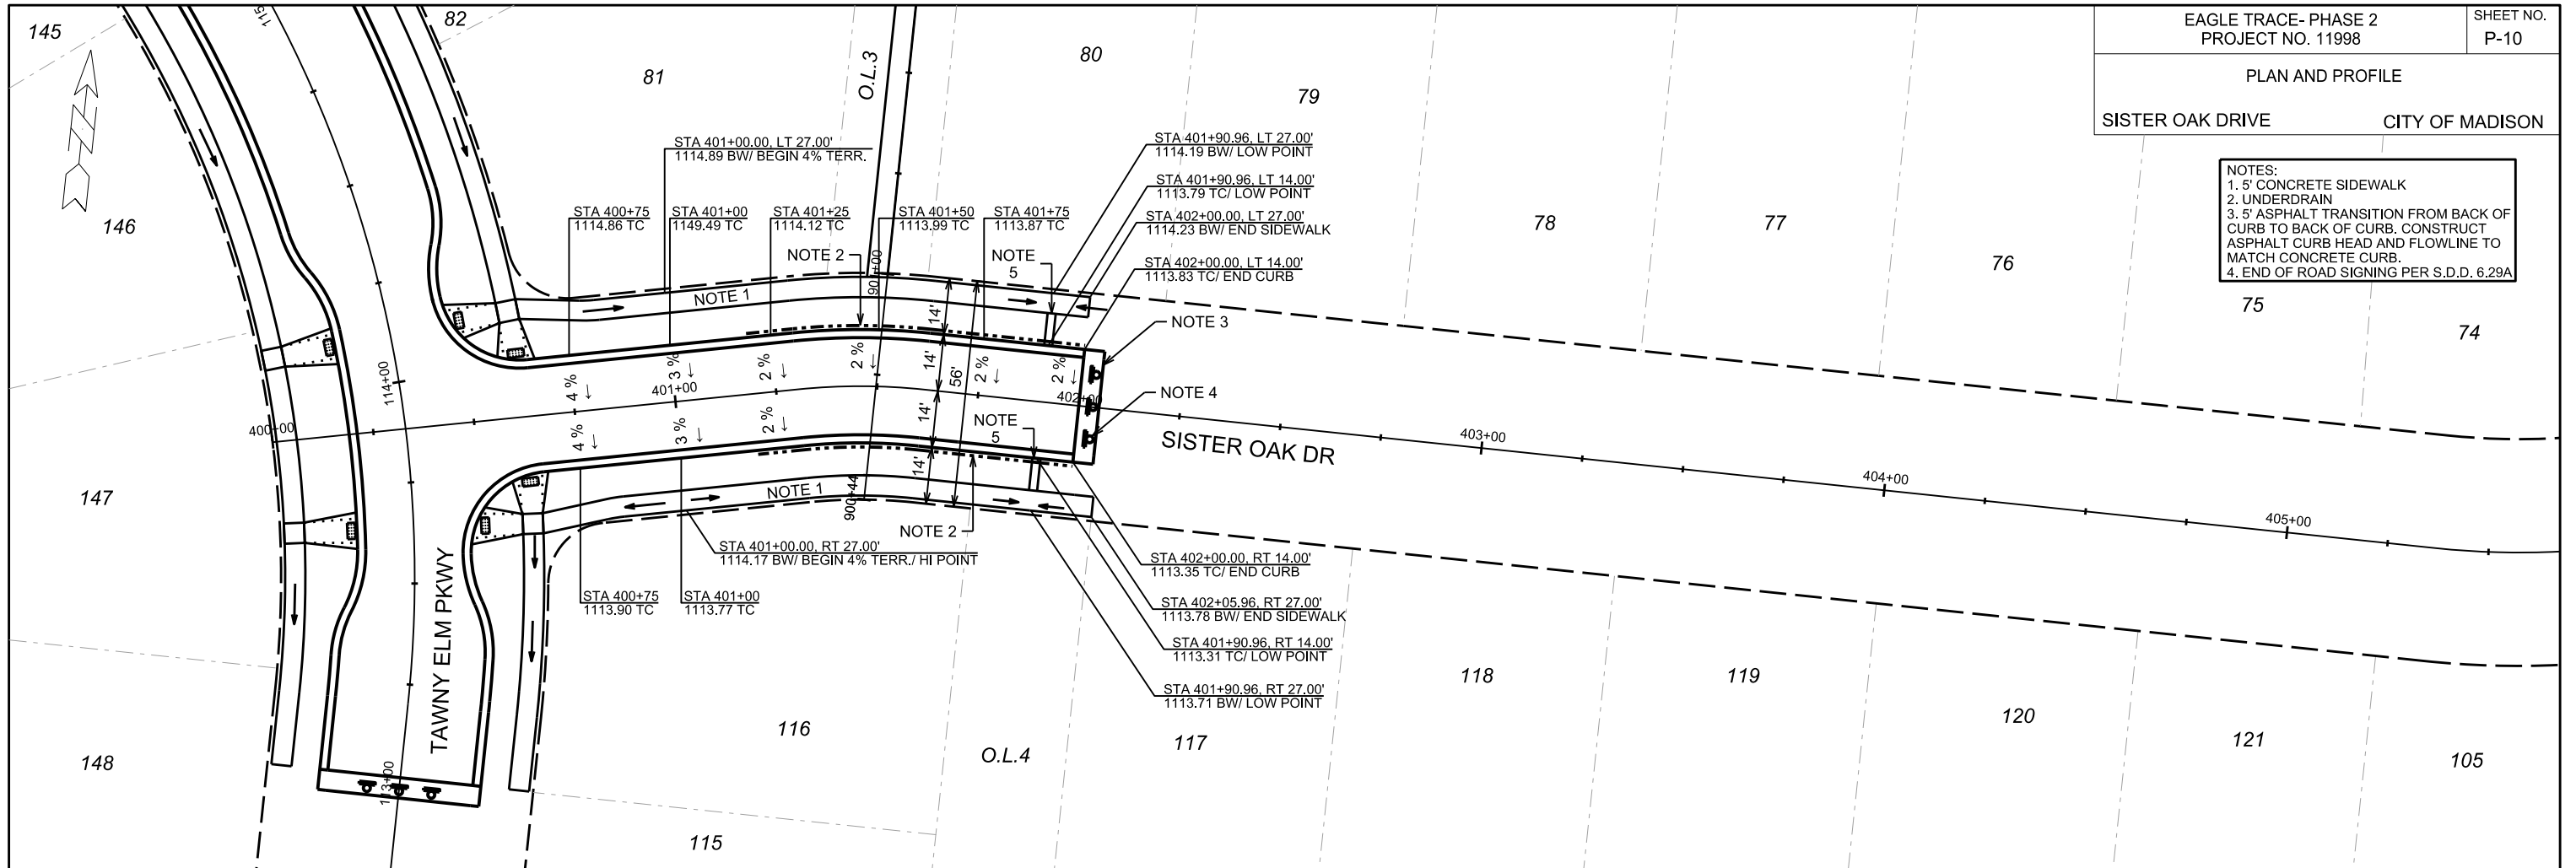 EAGLE TRACE- PHASE 2
PROJECT NO. 11998
SHEET NO.
P-10
PLAN AND PROFILE
SISTER OAK DRIVE
CITY OF MADISON
NOTES:
1. 5' CONCRETE SIDEWALK
2. UNDERDRAIN
3. 5' ASPHALT TRANSITION FROM BACK OF
CURB TO BACK OF CURB. CONSTRUCT
ASPHALT CURB HEAD AND FLOWLINE TO
MATCH CONCRETE CURB.
4. END OF ROAD SIGNING PER S.D.D. 6.29A
145
82
115
81
O.L.3
80
79
78
77
76
75
74
146
147
148
STA 401+00.00, LT 27.00'
1114.89 BW/ BEGIN 4% TERR.
STA 400+75
1114.86 TC
STA 401+00
1149.49 TC
STA 401+25
1114.12 TC
STA 401+50
1113.99 TC
STA 401+75
1113.87 TC
STA 401+90.96, LT 27.00'
1114.19 BW/ LOW POINT
STA 401+90.96, LT 14.00'
1113.79 TC/ LOW POINT
STA 402+00.00, LT 27.00'
1114.23 BW/ END SIDEWALK
STA 402+00.00, LT 14.00'
1113.83 TC/ END CURB
NOTE 2
NOTE
5
901+00
NOTE 1
NOTE 3
NOTE 4
14'
14'
56'
14'
14'
4 %
3 %
2 %
2 %
2 %
2 %
4 %
3 %
2 %
400+00
114+00
401+00
402+00
403+00
404+00
405+00
SISTER OAK DR
NOTE
5
NOTE 1
900+44
NOTE 2
STA 401+00.00, RT 27.00'
1114.17 BW/ BEGIN 4% TERR./ HI POINT
STA 400+75
1113.90 TC
STA 401+00
1113.77 TC
STA 402+00.00, RT 14.00'
1113.35 TC/ END CURB
STA 402+05.96, RT 27.00'
1113.78 BW/ END SIDEWALK
STA 401+90.96, RT 14.00'
1113.31 TC/ LOW POINT
STA 401+90.96, RT 27.00'
1113.71 BW/ LOW POINT
TAWNY ELM PKWY
113+00
116
O.L.4
117
118
119
120
121
105
115